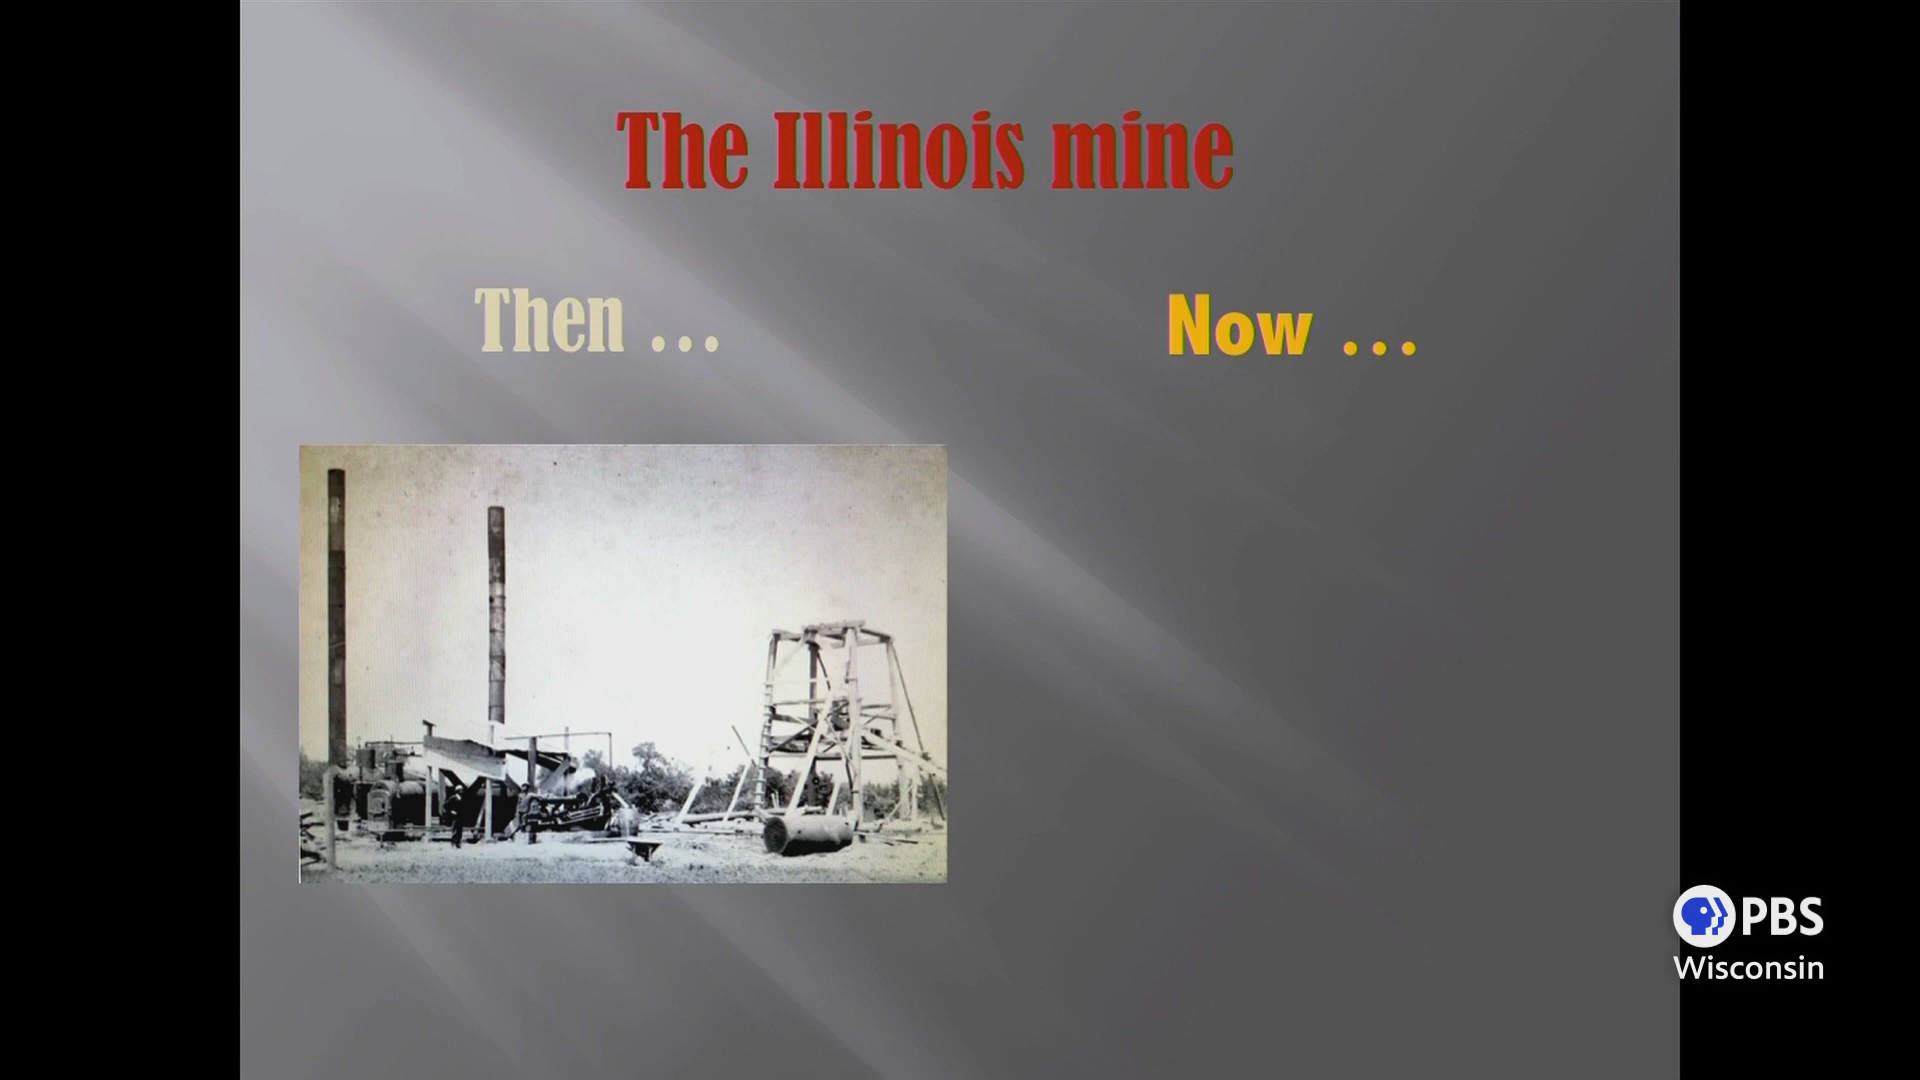 The Illinois mine
Then ...
Now ...
PBS
Wisconsin